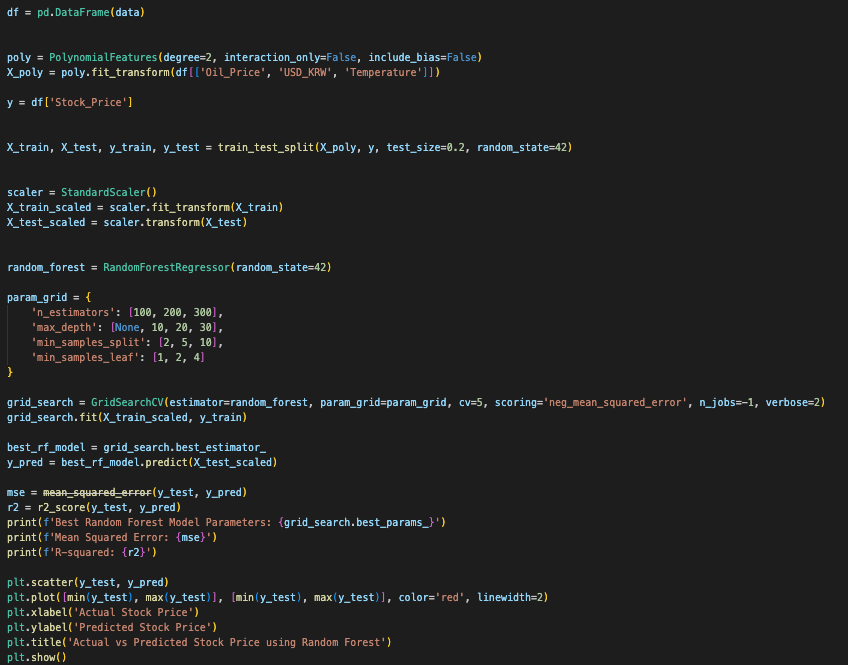 df = pd.DataFrame(data)
poly = PolynomialFeatures(degree=2, interaction_only=False, include_bias=False)
X_poly = poly.fit_transform(df[['Oil_Price', 'USD_KRW', 'Temperature']])
y = df['Stock_Price']
X_train, X_test, y_train, y_test = train_test_split(X_poly, y, test_size=0.2, random_state=42)
scaler = StandardScaler()
X_train_scaled = scaler.fit_transform(X_train)
X_test_scaled = scaler.transform(X_test)
random_forest = RandomForestRegressor(random_state=42)
param_grid = {
    'n_estimators': [100, 200, 300],
    'max_depth': [None, 10, 20, 30],
    'min_samples_split': [2, 5, 10],
    'min_samples_leaf': [1, 2, 4]
}
grid_search = GridSearchCV(estimator=random_forest, param_grid=param_grid, cv=5, scoring='neg_mean_squared_error', n_jobs=-1, verbose=2)
grid_search.fit(X_train_scaled, y_train)
best_rf_model = grid_search.best_estimator_
y_pred = best_rf_model.predict(X_test_scaled)
mse = mean_squared_error(y_test, y_pred)
r2 = r2_score(y_test, y_pred)
print(f'Best Random Forest Model Parameters: {grid_search.best_params_}')
print(f'Mean Squared Error: {mse}')
print(f'R-squared: {r2}')
plt.scatter(y_test, y_pred)
plt.plot([min(y_test), max(y_test)], [min(y_test), max(y_test)], color='red', linewidth=2)
plt.xlabel('Actual Stock Price')
plt.ylabel('Predicted Stock Price')
plt.title('Actual vs Predicted Stock Price using Random Forest')
plt.show()